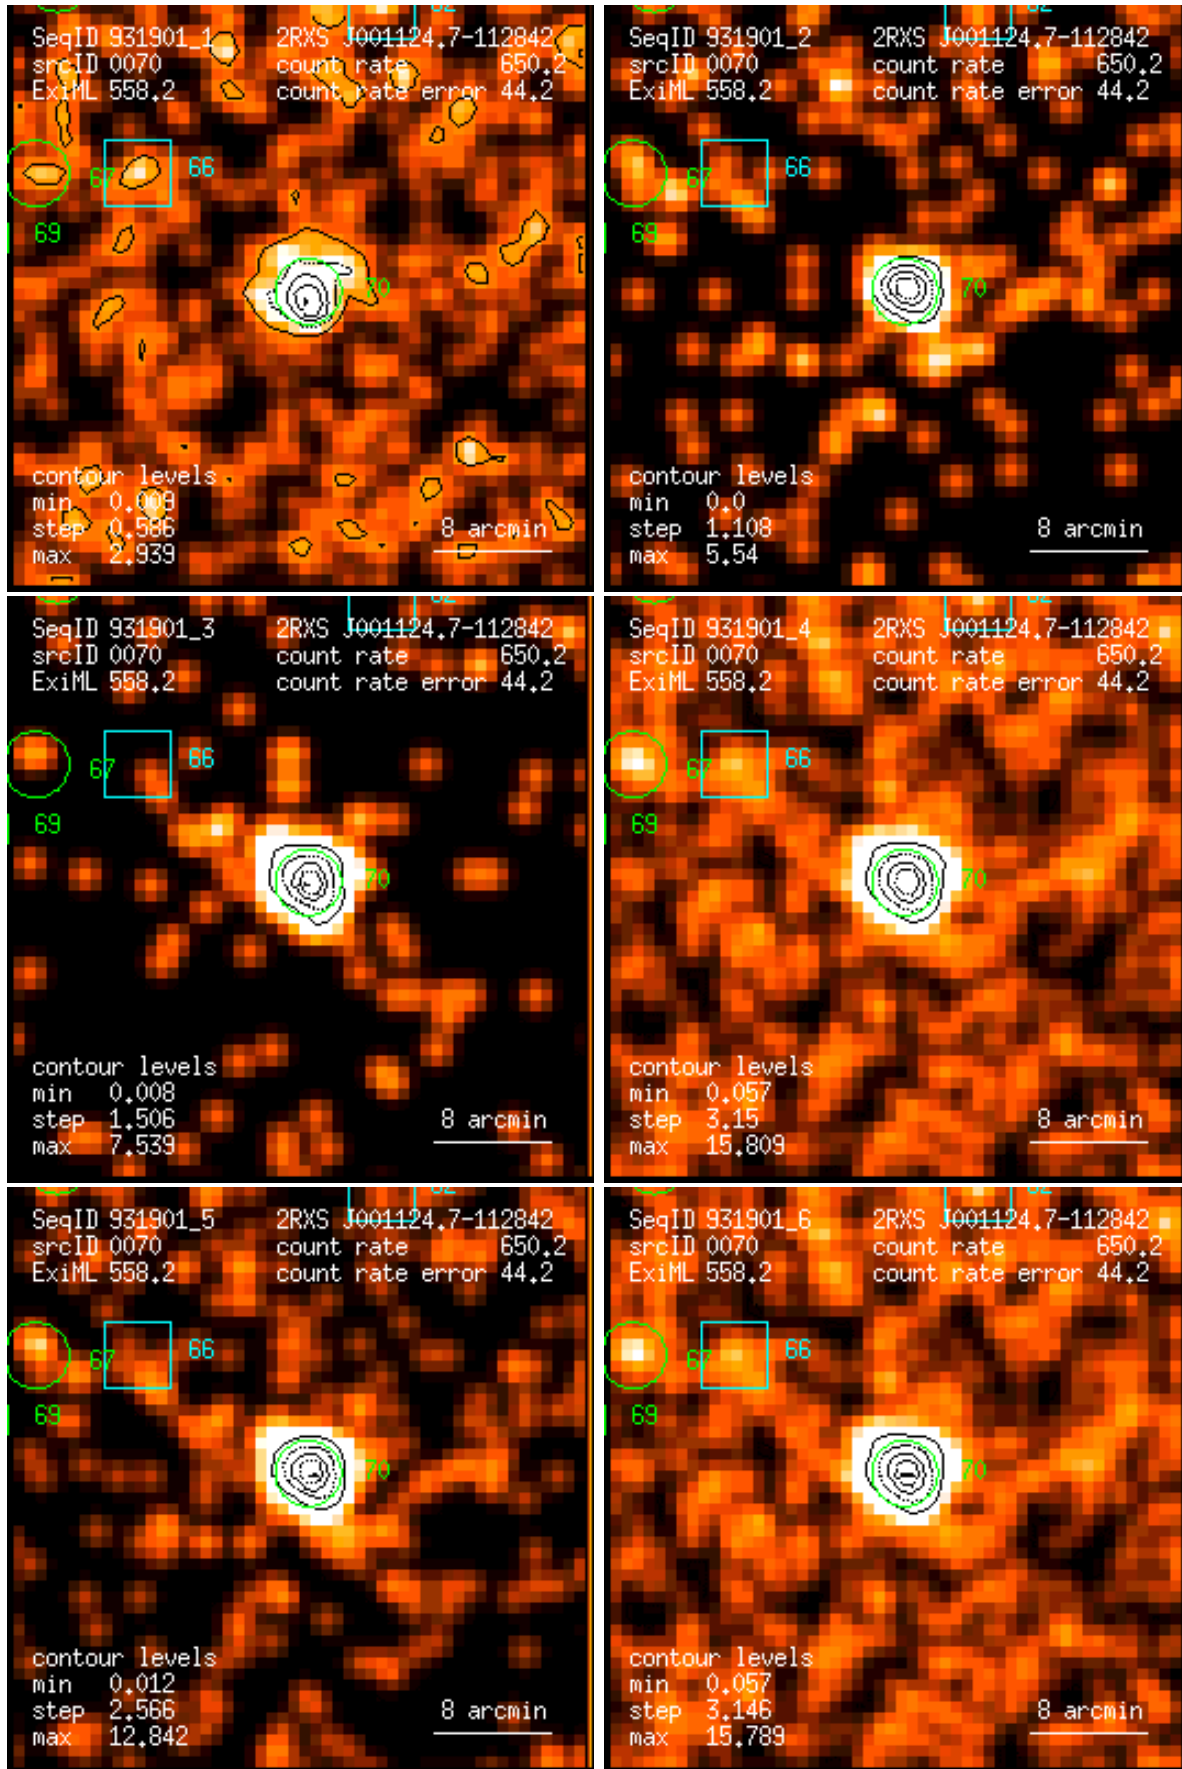 62
SeqID 931901_1 2RXS J001124.7-112842
srcID 0070 count rate 650.2
ExiML 558.2 count rate error 44.2
67 66
69
70
contour levels
min 0.009
step 0.586 8 arcmin
max 2.939
62
SeqID 931901_2 2RXS J001124.7-112842
srcID 0070 count rate 650.2
ExiML 558.2 count rate error 44.2
67 66
69
70
contour levels
min 0.0
step 1.108 8 arcmin
max 5.54
62
SeqID 931901_3 2RXS J001124.7-112842
srcID 0070 count rate 650.2
ExiML 558.2 count rate error 44.2
67 66
69
70
contour levels
min 0.008
step 1.506 8 arcmin
max 7.539
62
SeqID 931901_4 2RXS J001124.7-112842
srcID 0070 count rate 650.2
ExiML 558.2 count rate error 44.2
67 66
69
70
contour levels
min 0.057
step 3.15 8 arcmin
max 15.809
62
SeqID 931901_5 2RXS J001124.7-112842
srcID 0070 count rate 650.2
ExiML 558.2 count rate error 44.2
67 66
69
70
contour levels
min 0.012
step 2.566 8 arcmin
max 12.842
62
SeqID 931901_6 2RXS J001124.7-112842
srcID 0070 count rate 650.2
ExiML 558.2 count rate error 44.2
67 66
69
70
contour levels
min 0.057
step 3.146 8 arcmin
max 15.789